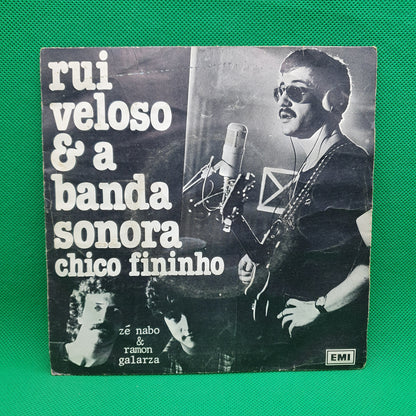 rui
veloso
& a
banda
sonora
chico fininho
zé nabo
&
ramon
galarza
EMI